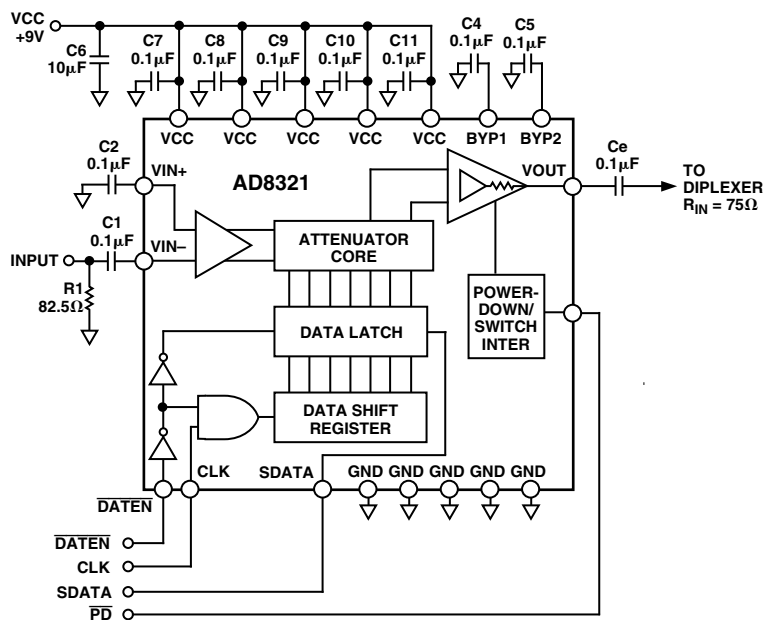 VCC
+9V
C6
10µF
C7
0.1µF
C8
0.1µF
C9
0.1µF
C10
0.1µF
C11
0.1µF
C4
0.1µF
C5
0.1µF
VCC
VCC
VCC
VCC
VCC
BYP1
BYP2
C2
0.1µF
VIN+
AD8321
VOUT
Ce
0.1µF
TO
DIPLEXER
RIN = 75Ω
C1
0.1µF
INPUT
VIN–
R1
82.5Ω
ATTENUATOR
CORE
DATA LATCH
POWER-
DOWN/
SWITCH
INTER
DATA SHIFT
REGISTER
DATEN
CLK
SDATA
GND
GND
GND
GND
GND
DATEN
CLK
SDATA
PD